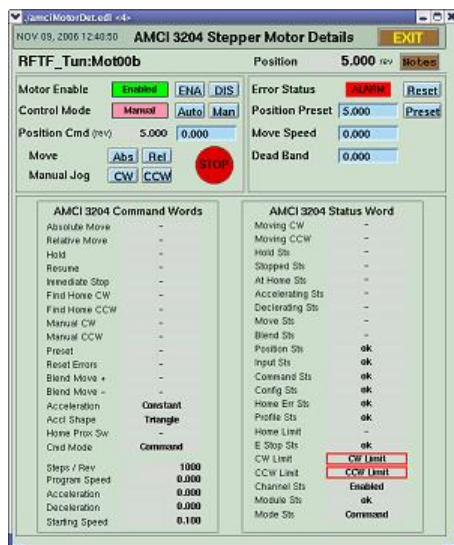 ./amciMotorDet.edl <4>
NOV 09, 2006 12:40:50 AMCI 3204 Stepper Motor Details EXIT
RFTF_Tun:Mot00b Position 5.000 rev Notes
Motor Enable Enabled ENA DIS
Control Mode Manual Auto Man
Position Cmd (rev) 5.000 0.000
Move Abs Rel STOP
Manual Jog CW CCW
Error Status ALARM Reset
Position Preset 5.000 Preset
Move Speed 0.000
Dead Band 0.000
AMCI 3204 Command Words
Absolute Move -
Relative Move -
Hold -
Resume -
Immediate Stop -
Find Home CW -
Find Home CCW -
Manual CW -
Manual CCW -
Preset -
Reset Errors -
Blend Move + -
Blend Move - -
Acceleration Constant
Accl Shape Triangle
Home Prox Sw -
Cmd Mode Command
Steps / Rev 1000
Program Speed 0.000
Acceleration 0.000
Deceleration 0.000
Starting Speed 0.100
AMCI 3204 Status Word
Moving CW -
Moving CCW -
Hold Sts -
Stopped Sts -
At Home Sts -
Accelerating Sts -
Declerating Sts -
Move Sts -
Blend Sts -
Position Sts ok
Input Sts ok
Command Sts ok
Config Sts ok
Home Err Sts ok
Profile Sts ok
Home Limit -
E Stop Sts ok
CW Limit CW Limit
CCW Limit CCW Limit
Channel Sts Enabled
Module Sts ok
Mode Sts Command